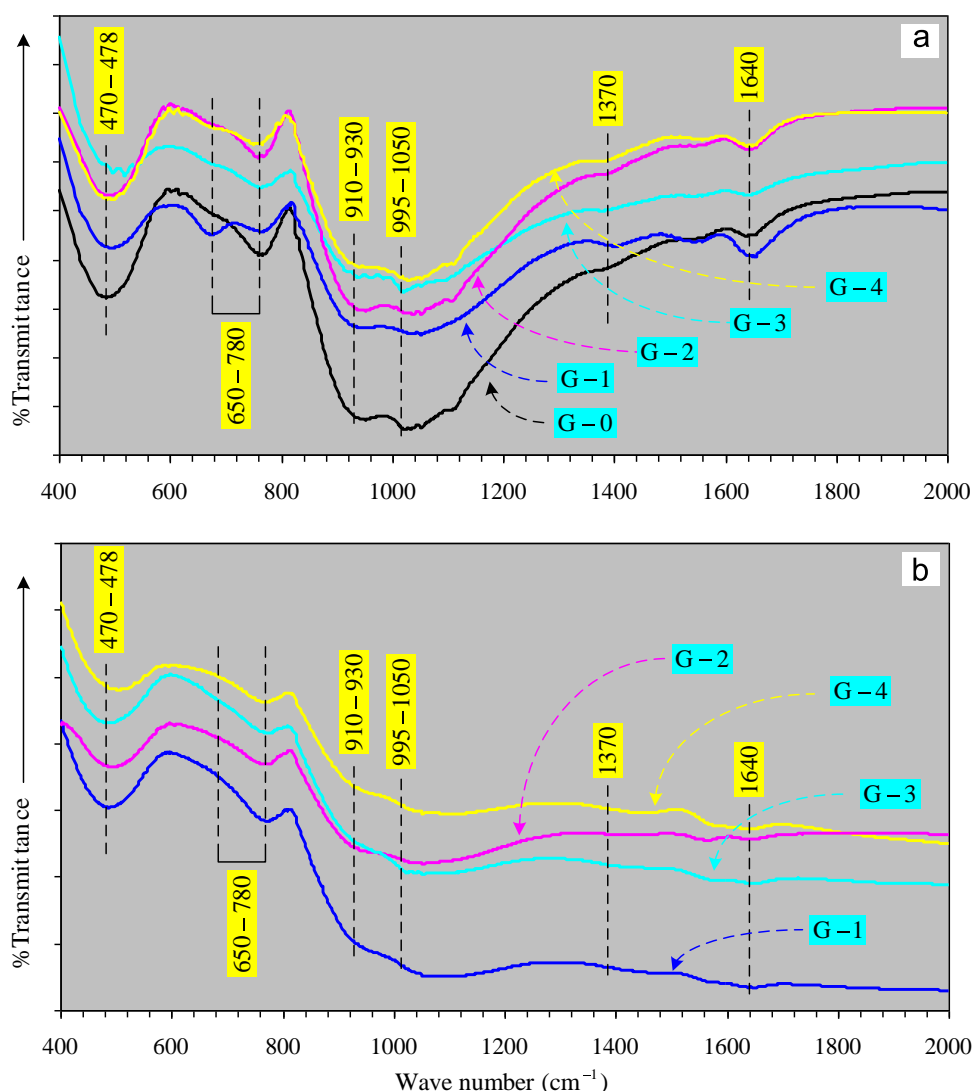 a
%Transmittance
470–478
650–780
910–930
995–1050
1370
1640
G–4
G–3
G–2
G–1
G–0
400 600 800 1000 1200 1400 1600 1800 2000
b
%Transmittance
470–478
650–780
910–930
995–1050
1370
1640
G–2
G–4
G–3
G–1
400 600 800 1000 1200 1400 1600 1800 2000
Wave number (cm⁻¹)